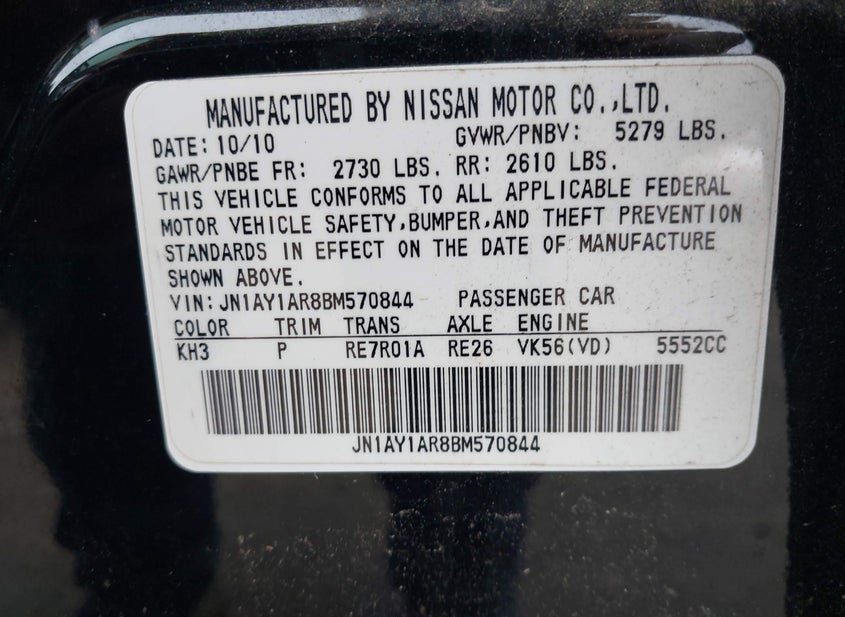 MANUFACTURED BY NISSAN MOTOR CO.,LTD.
DATE: 10/10 GVWR/PNBV: 5279 LBS.
GAWR/PNBE FR: 2730 LBS. RR: 2610 LBS.
THIS VEHICLE CONFORMS TO ALL APPLICABLE FEDERAL
MOTOR VEHICLE SAFETY,BUMPER,AND THEFT PREVENTION
STANDARDS IN EFFECT ON THE DATE OF MANUFACTURE
SHOWN ABOVE.
VIN: JN1AY1AR8BM570844 PASSENGER CAR
COLOR TRIM TRANS AXLE ENGINE
KH3 P RE7R01A RE26 VK56(VD) 5552CC
JN1AY1AR8BM570844